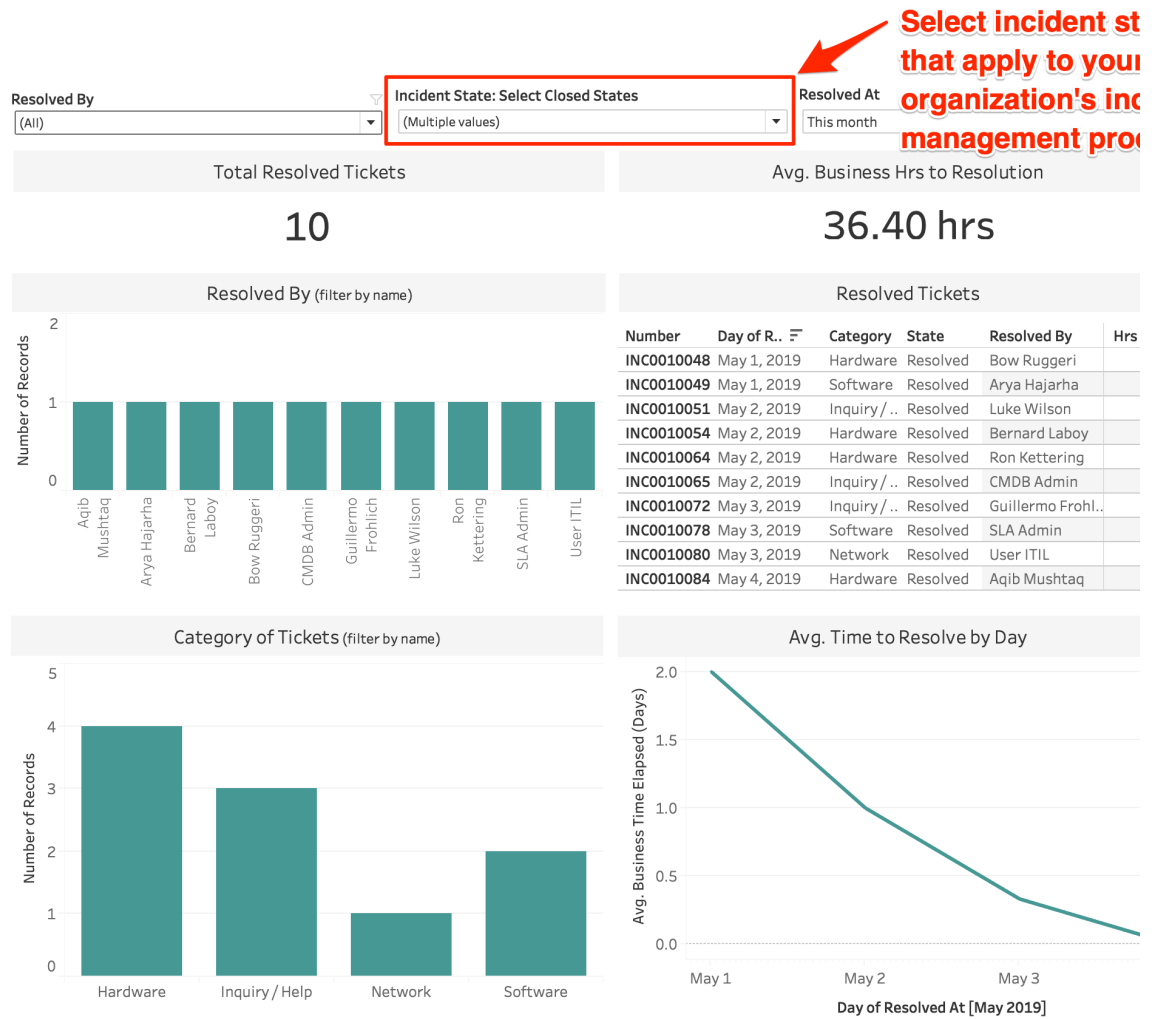 Select incident st
that apply to your
organization's inc
management proc
Resolved By
(All)
Incident State: Select Closed States
(Multiple values)
Resolved At
This month
Total Resolved Tickets
10
Avg. Business Hrs to Resolution
36.40 hrs
Resolved By (filter by name)
Number of Records
2
1
0
Aqib Mushtaq
Arya Hajarha
Bernard Laboy
Bow Ruggeri
CMDB Admin
Guillermo Frohlich
Luke Wilson
Ron Kettering
SLA Admin
User ITIL
Resolved Tickets
Number Day of R.. Category State Resolved By Hrs
INC0010048 May 1, 2019 Hardware Resolved Bow Ruggeri
INC0010049 May 1, 2019 Software Resolved Arya Hajarha
INC0010051 May 2, 2019 Inquiry / .. Resolved Luke Wilson
INC0010054 May 2, 2019 Hardware Resolved Bernard Laboy
INC0010064 May 2, 2019 Hardware Resolved Ron Kettering
INC0010065 May 2, 2019 Inquiry / .. Resolved CMDB Admin
INC0010072 May 3, 2019 Inquiry / .. Resolved Guillermo Frohl..
INC0010078 May 3, 2019 Software Resolved SLA Admin
INC0010080 May 3, 2019 Network Resolved User ITIL
INC0010084 May 4, 2019 Hardware Resolved Aqib Mushtaq
Category of Tickets (filter by name)
Number of Records
5
4
3
2
1
0
Hardware Inquiry / Help Network Software
Avg. Time to Resolve by Day
Avg. Business Time Elapsed (Days)
2.0
1.5
1.0
0.5
0.0
May 1 May 2 May 3
Day of Resolved At [May 2019]